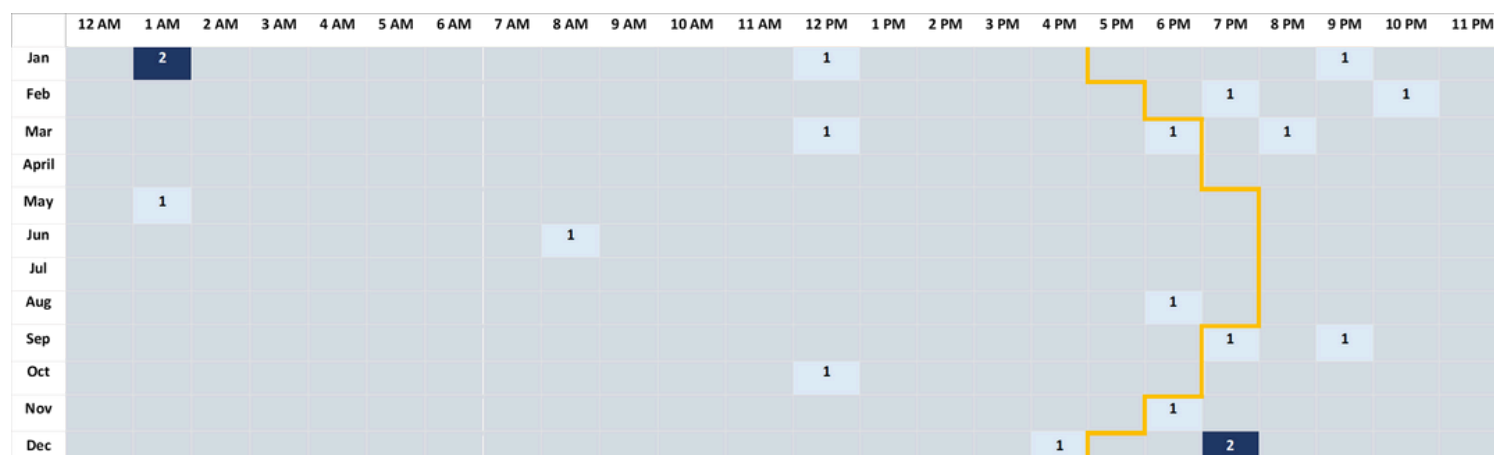 12 AM 1 AM 2 AM 3 AM 4 AM 5 AM 6 AM 7 AM 8 AM 9 AM 10 AM 11 AM 12 PM 1 PM 2 PM 3 PM 4 PM 5 PM 6 PM 7 PM 8 PM 9 PM 10 PM 11 PM
Jan 2 1 1
Feb 1 1
Mar 1 1 1
April
May 1
Jun 1
Jul
Aug 1
Sep 1 1
Oct 1
Nov 1
Dec 1 2